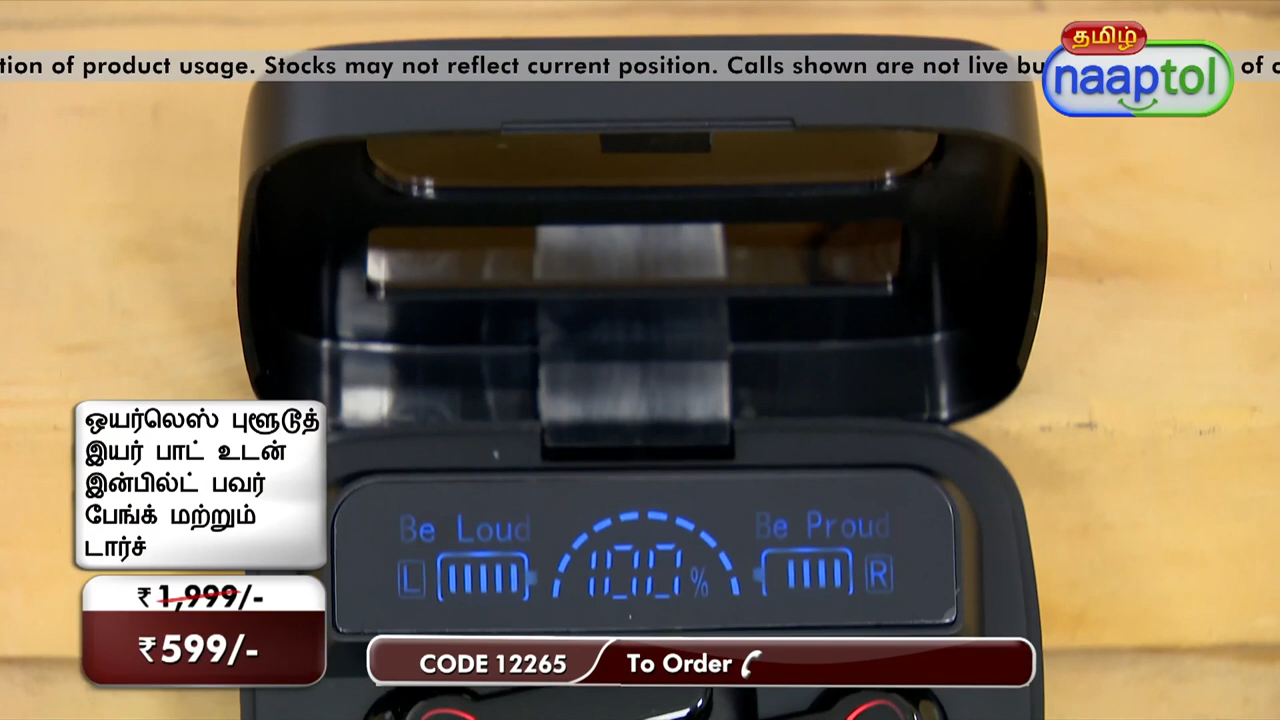 தமிழ்
naaptol
tion of product usage. Stocks may not reflect current position. Calls shown are not live bu of
ஒயர்லெஸ் புளூடூத்
இயர் பாட் உடன்
இன்பில்ட் பவர்
பேங்க் மற்றும்
டார்ச்
₹1,999/-
₹599/-
Be Loud
Be Proud
L
100%
R
CODE 12265 To Order